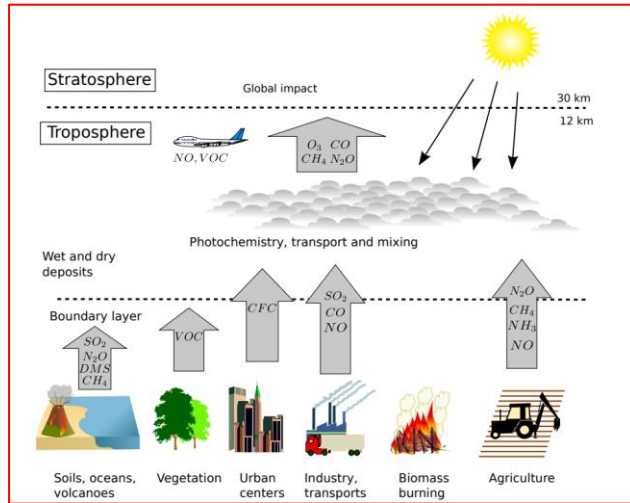 Stratosphere
Global impact
30 km
12 km
Troposphere
NO,VOC
O₃ CO
CH₄ N₂O
Photochemistry, transport and mixing
Wet and dry
deposits
Boundary layer
SO₂
N₂O
DMS
CH₄
VOC
CFC
SO₂
CO
NO
N₂O
CH₄
NH₃
NO
Soils, oceans,
volcanoes
Vegetation
Urban
centers
Industry,
transports
Biomass
burning
Agriculture